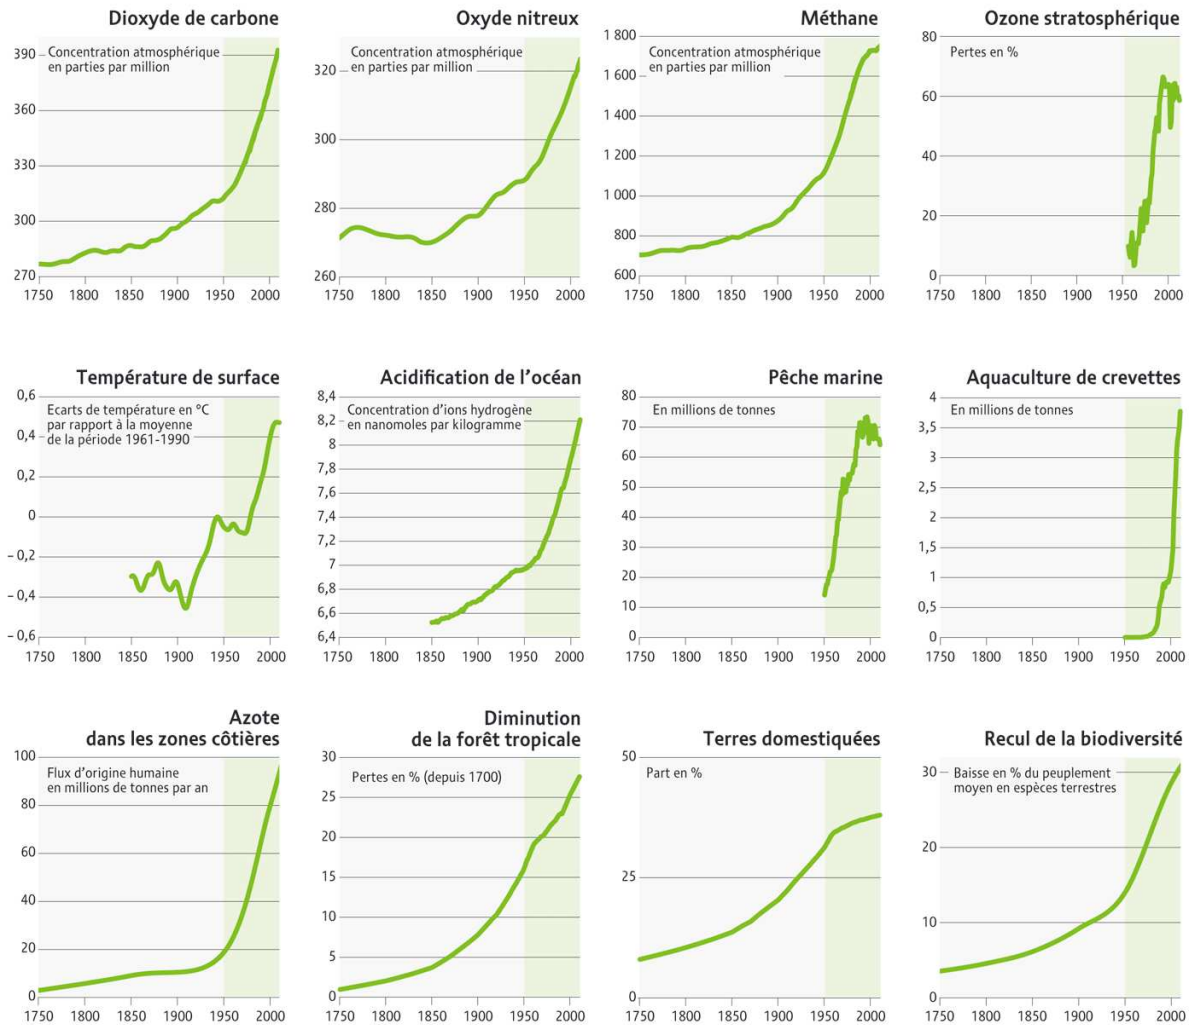 Dioxyde de carbone
Concentration atmosphérique
en parties par million
390
360
330
300
270
1750 1800 1850 1900 1950 2000
Oxyde nitreux
Concentration atmosphérique
en parties par million
320
300
280
260
1750 1800 1850 1900 1950 2000
Méthane
Concentration atmosphérique
en parties par million
1 800
1 600
1 400
1 200
1 000
800
600
1750 1800 1850 1900 1950 2000
Ozone stratosphérique
Pertes en %
80
60
40
20
0
1750 1800 1850 1900 1950 2000
Température de surface
Ecarts de température en °C
par rapport à la moyenne
de la période 1961-1990
0,6
0,4
0,2
0
– 0,2
– 0,4
– 0,6
1750 1800 1850 1900 1950 2000
Acidification de l’océan
Concentration d’ions hydrogène
en nanomoles par kilogramme
8,4
8,2
8
7,8
7,6
7,4
7,2
7
6,8
6,6
6,4
1750 1800 1850 1900 1950 2000
Pêche marine
En millions de tonnes
80
70
60
50
40
30
20
10
0
1750 1800 1850 1900 1950 2000
Aquaculture de crevettes
En millions de tonnes
4
3,5
3
2,5
2
1,5
1
0,5
0
1750 1800 1850 1900 1950 2000
Azote
dans les zones côtières
Flux d’origine humaine
en millions de tonnes par an
100
80
60
40
20
0
1750 1800 1850 1900 1950 2000
Diminution
de la forêt tropicale
Pertes en % (depuis 1700)
30
25
20
15
10
5
0
1750 1800 1850 1900 1950 2000
Terres domestiquées
Part en %
50
25
0
1750 1800 1850 1900 1950 2000
Recul de la biodiversité
Baisse en % du peuplement
moyen en espèces terrestres
30
20
10
0
1750 1800 1850 1900 1950 2000